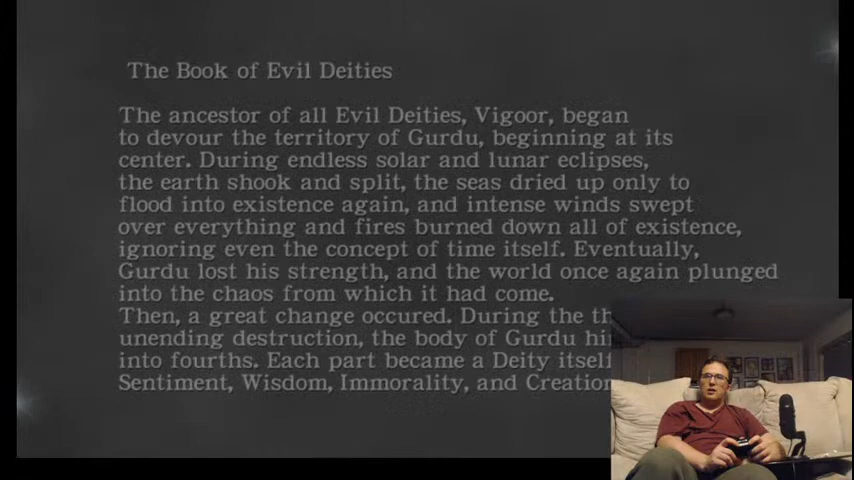 The Book of Evil Deities
The ancestor of all Evil Deities, Vigoor, began
to devour the territory of Gurdu, beginning at its
center. During endless solar and lunar eclipses,
the earth shook and split, the seas dried up only to
flood into existence again, and intense winds swept
over everything and fires burned down all of existence,
ignoring even the concept of time itself. Eventually,
Gurdu lost his strength, and the world once again plunged
into the chaos from which it had come.
Then, a great change occured. During the
unending destruction, the body of Gurdu
into fourths. Each part became a Deity itself
Sentiment, Wisdom, Immorality, and Creation